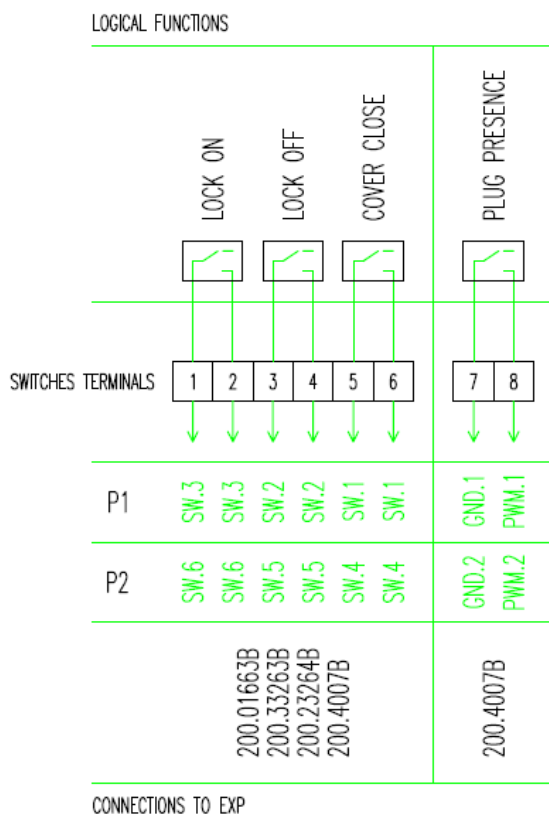 LOGICAL FUNCTIONS
LOCK ON
LOCK OFF
COVER CLOSE
PLUG PRESENCE
SWITCHES TERMINALS 1 2 3 4 5 6 7 8
P1 SW.3 SW.3 SW.2 SW.2 SW.1 SW.1 GND.1 PWM.1
P2 SW.6 SW.6 SW.5 SW.5 SW.4 SW.4 GND.2 PWM.2
200.01663B
200.33263B
200.23264B
200.4007B
200.4007B
CONNECTIONS TO EXP